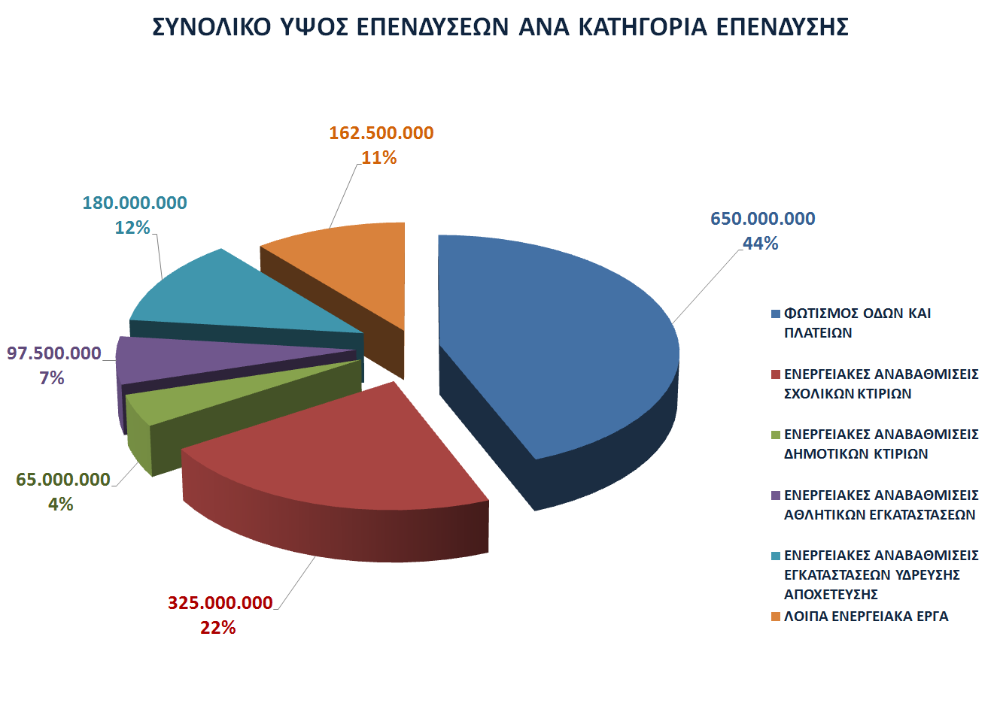 ΣΥΝΟΛΙΚΟ ΥΨΟΣ ΕΠΕΝΔΥΣΕΩΝ ΑΝΑ ΚΑΤΗΓΟΡΙΑ ΕΠΕΝΔΥΣΗΣ
162.500.000
11%
180.000.000
12%
650.000.000
44%
97.500.000
7%
65.000.000
4%
325.000.000
22%
ΦΩΤΙΣΜΟΣ ΟΔΩΝ ΚΑΙ
ΠΛΑΤΕΙΩΝ
ΕΝΕΡΓΕΙΑΚΕΣ ΑΝΑΒΑΘΜΙΣΕΙΣ
ΣΧΟΛΙΚΩΝ ΚΤΙΡΙΩΝ
ΕΝΕΡΓΕΙΑΚΕΣ ΑΝΑΒΑΘΜΙΣΕΙΣ
ΔΗΜΟΤΙΚΩΝ ΚΤΙΡΙΩΝ
ΕΝΕΡΓΕΙΑΚΕΣ ΑΝΑΒΑΘΜΙΣΕΙΣ
ΑΘΛΗΤΙΚΩΝ ΕΓΚΑΤΑΣΤΑΣΕΩΝ
ΕΝΕΡΓΕΙΑΚΕΣ ΑΝΑΒΑΘΜΙΣΕΙΣ
ΕΓΚΑΤΑΣΤΑΣΕΩΝ ΥΔΡΕΥΣΗΣ
ΑΠΟΧΕΤΕΥΣΗΣ
ΛΟΙΠΑ ΕΝΕΡΓΕΙΑΚΑ ΕΡΓΑ